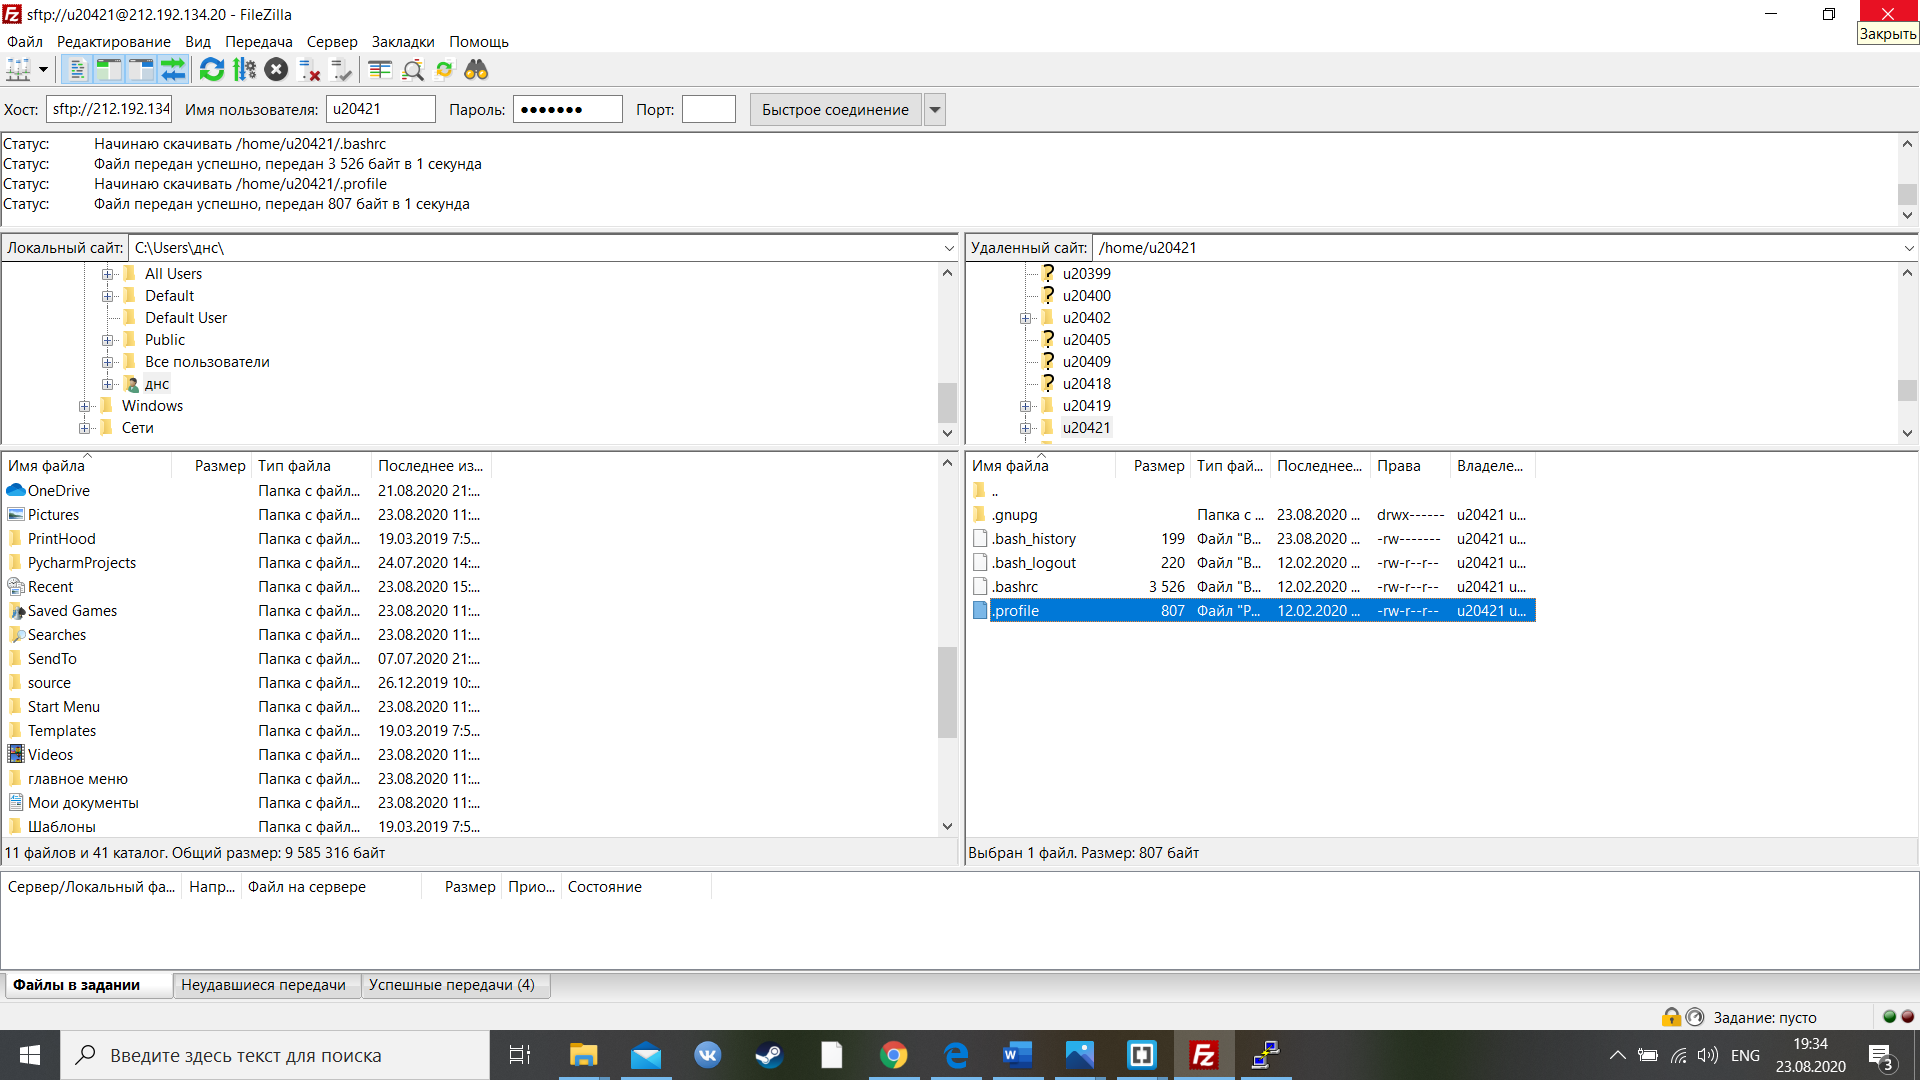 sftp://u20421@212.192.134.20 - FileZilla
Закрыть
Файл Редактирование Вид Передача Сервер Закладки Помощь
Хост: sftp://212.192.134 Имя пользователя: u20421 Пароль: ●●●●●●● Порт: Быстрое соединение
Статус: Начинаю скачивать /home/u20421/.bashrc
Статус: Файл передан успешно, передан 3 526 байт в 1 секунда
Статус: Начинаю скачивать /home/u20421/.profile
Статус: Файл передан успешно, передан 807 байт в 1 секунда
Локальный сайт: C:\Users\днс\
All Users
Default
Default User
Public
Все пользователи
днс
Windows
Сети
Удаленный сайт: /home/u20421
u20399
u20400
u20402
u20405
u20409
u20418
u20419
u20421
Имя файла Размер Тип файла Последнее из...
OneDrive Папка с файл... 21.08.2020 21:...
Pictures Папка с файл... 23.08.2020 11:...
PrintHood Папка с файл... 19.03.2019 7:5...
PycharmProjects Папка с файл... 24.07.2020 14:...
Recent Папка с файл... 23.08.2020 15:...
Saved Games Папка с файл... 23.08.2020 11:...
Searches Папка с файл... 23.08.2020 11:...
SendTo Папка с файл... 07.07.2020 21:...
source Папка с файл... 26.12.2019 10:...
Start Menu Папка с файл... 23.08.2020 11:...
Templates Папка с файл... 19.03.2019 7:5...
Videos Папка с файл... 23.08.2020 11:...
главное меню Папка с файл... 23.08.2020 11:...
Мои документы Папка с файл... 23.08.2020 11:...
Шаблоны Папка с файл... 19.03.2019 7:5...
11 файлов и 41 каталог. Общий размер: 9 585 316 байт
Имя файла Размер Тип фай... Последнее... Права Владеле...
..
.gnupg Папка с ... 23.08.2020 ... drwx------ u20421 u...
.bash_history 199 Файл "B... 23.08.2020 ... -rw------- u20421 u...
.bash_logout 220 Файл "B... 12.02.2020 ... -rw-r--r-- u20421 u...
.bashrc 3 526 Файл "B... 12.02.2020 ... -rw-r--r-- u20421 u...
.profile 807 Файл "P... 12.02.2020 ... -rw-r--r-- u20421 u...
Выбран 1 файл. Размер: 807 байт
Сервер/Локальный фа... Напр... Файл на сервере Размер Прио... Состояние
Файлы в задании Неудавшиеся передачи Успешные передачи (4)
Задание: пусто
Введите здесь текст для поиска
ENG
19:34
23.08.2020
3